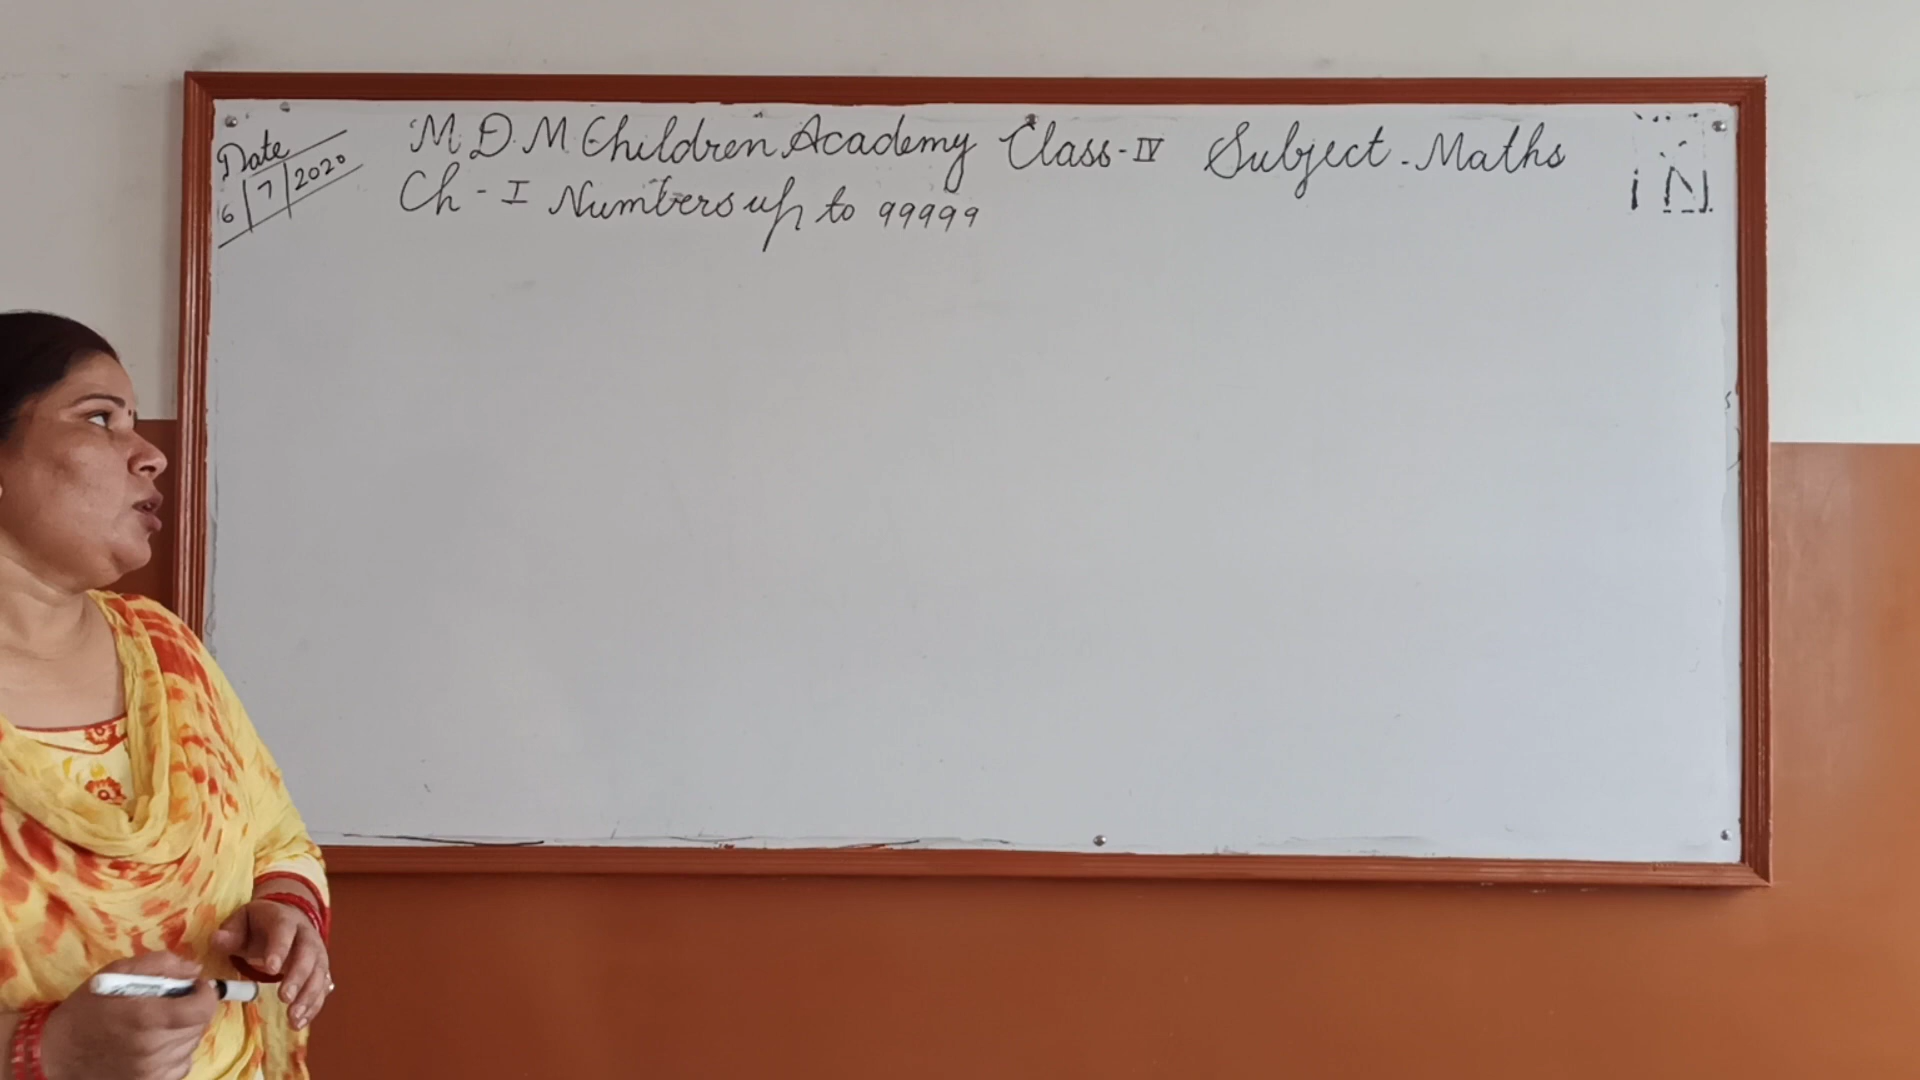 Date
6/7/2020
M.D.M Children Academy Class-IV Subject-Maths
Ch-I Numbers up to 99999